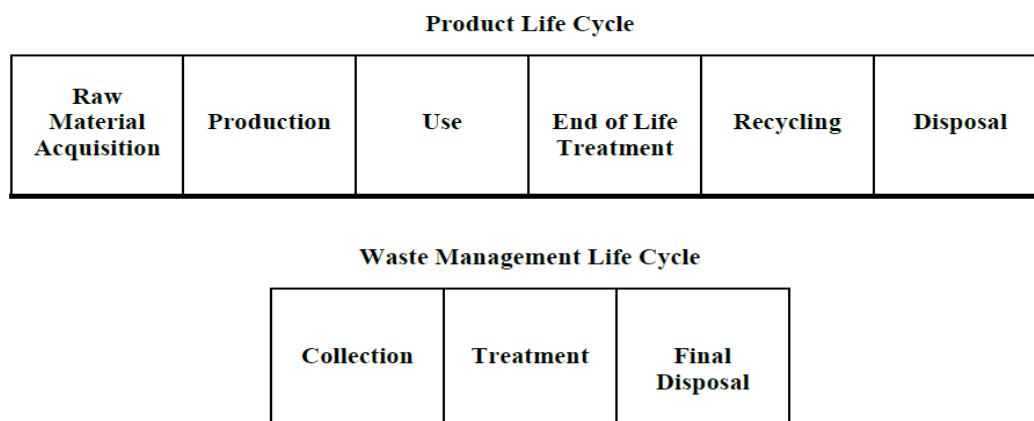 Product Life Cycle
Raw
Material
Acquisition
Production
Use
End of Life
Treatment
Recycling
Disposal
Waste Management Life Cycle
Collection
Treatment
Final
Disposal